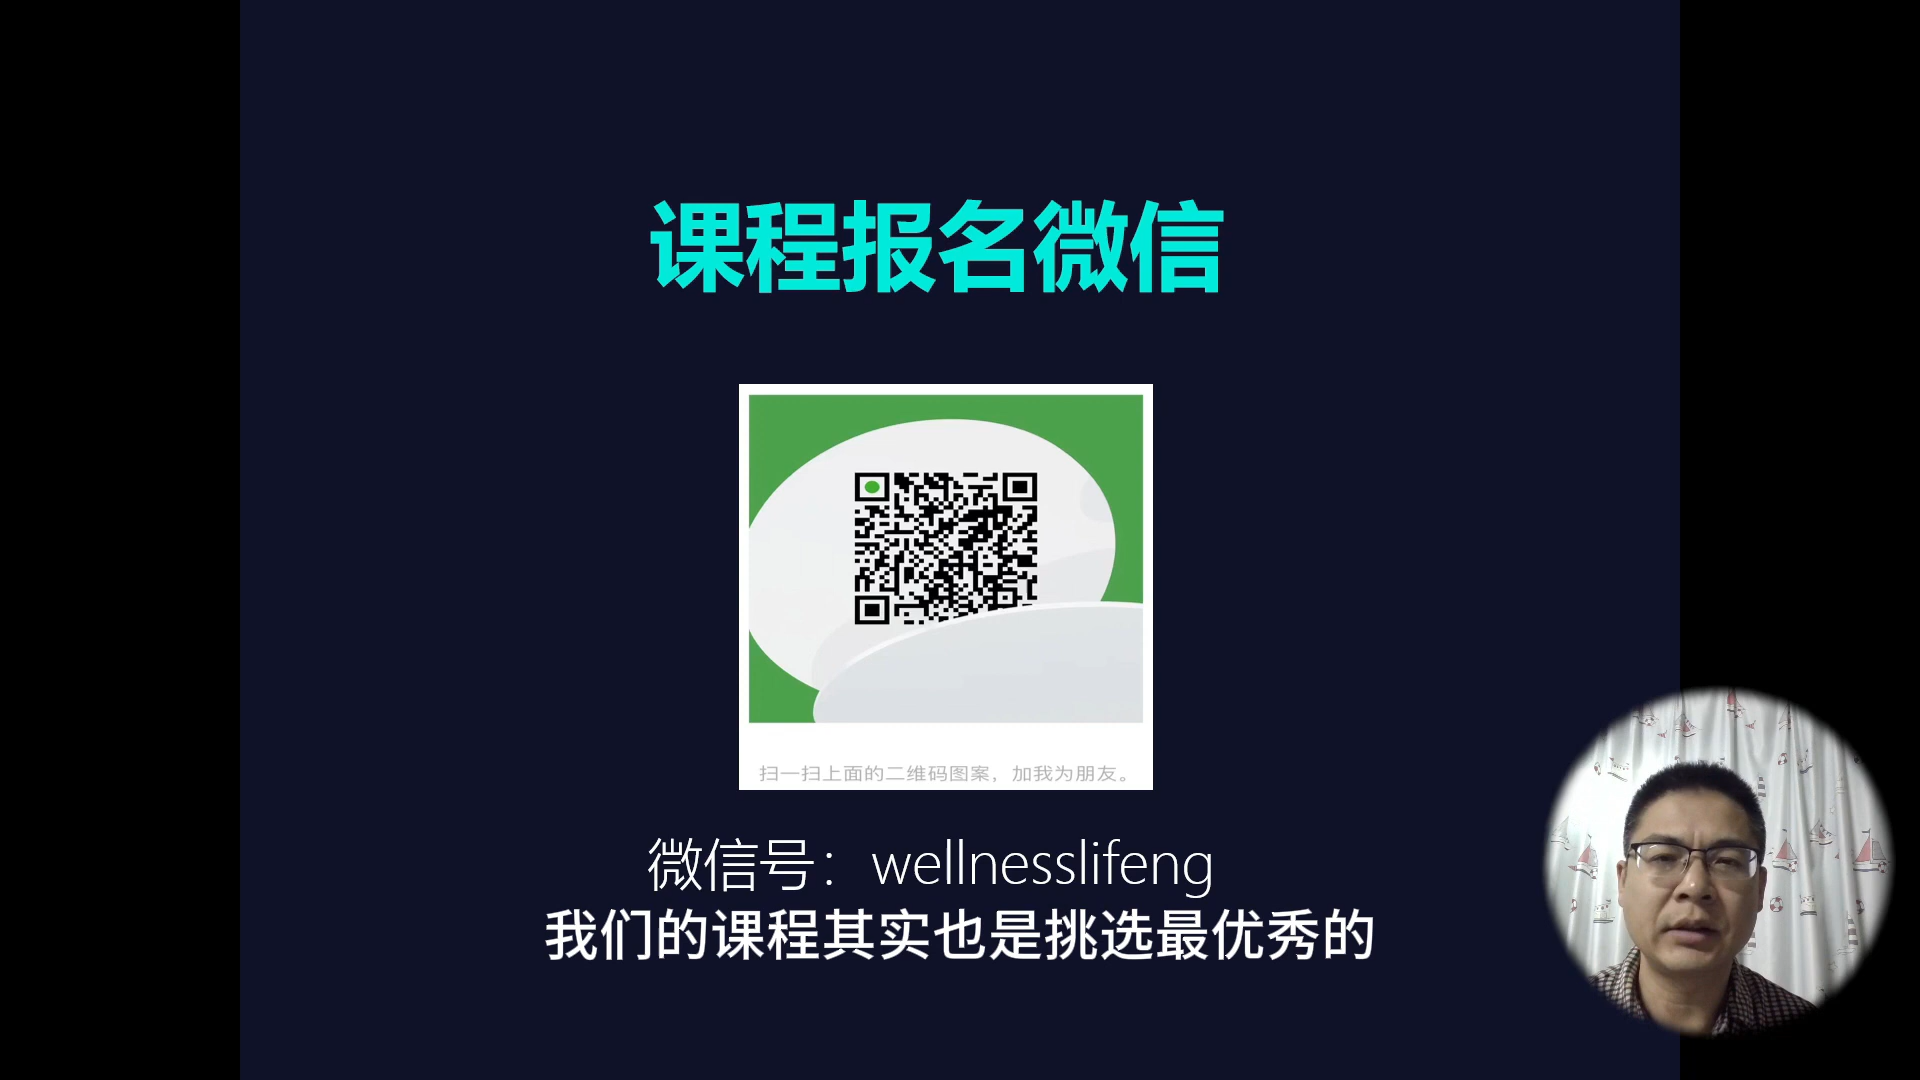 课程报名微信
扫一扫上面的二维码图案，加我为朋友。
微信号：wellnesslifeng
我们的课程其实也是挑选最优秀的